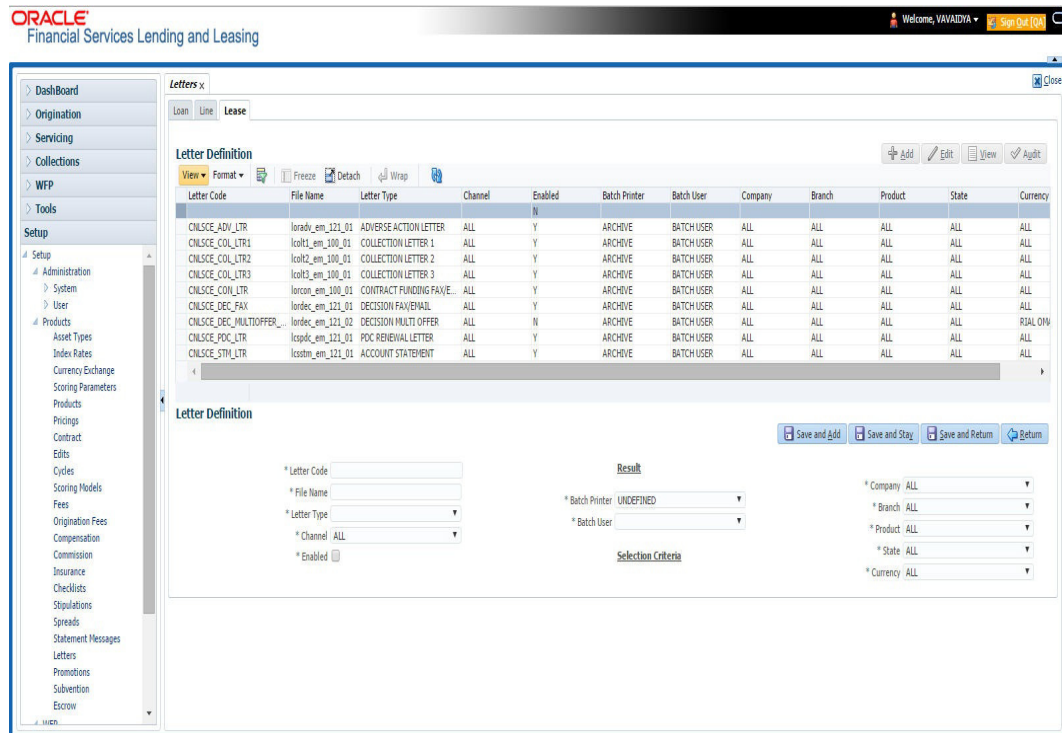 ORACLE'
Financial Services Lending and Leasing
Welcome, VAVAIDYA
Sign Out [QA]
Close
DashBoard
Origination
Servicing
Collections
WFP
Tools
Setup
Setup
Administration
System
User
Products
Asset Types
Index Rates
Currency Exchange
Scoring Parameters
Products
Pricings
Contract
Edits
Cycles
Scoring Models
Fees
Origination Fees
Compensation
Commission
Insurance
Checklists
Stipulations
Spreads
Statement Messages
Letters
Promotions
Subvention
Escrow
WFP
Letters x
Loan Line Lease
Letter Definition
Add Edit View Audit
View Format Freeze Detach Wrap
Letter Code File Name Letter Type Channel Enabled Batch Printer Batch User Company Branch Product State Currency
N
CNLSCE_ADV_LTR loradv_em_121_01 ADVERSE ACTION LETTER ALL Y ARCHIVE BATCH USER ALL ALL ALL ALL ALL
CNLSCE_COL_LTR1 lcolt1_em_100_01 COLLECTION LETTER 1 ALL Y ARCHIVE BATCH USER ALL ALL ALL ALL ALL
CNLSCE_COL_LTR2 lcolt2_em_100_01 COLLECTION LETTER 2 ALL Y ARCHIVE BATCH USER ALL ALL ALL ALL ALL
CNLSCE_COL_LTR3 lcolt3_em_100_01 COLLECTION LETTER 3 ALL Y ARCHIVE BATCH USER ALL ALL ALL ALL ALL
CNLSCE_CON_LTR lorcon_em_100_01 CONTRACT FUNDING FAX/E... ALL Y ARCHIVE BATCH USER ALL ALL ALL ALL ALL
CNLSCE_DEC_FAX lordec_em_121_01 DECISION FAX/EMAIL ALL Y ARCHIVE BATCH USER ALL ALL ALL ALL ALL
CNLSCE_DEC_MULTIOFFER_... lordec_em_121_02 DECISION MULTI OFFER ALL N ARCHIVE BATCH USER ALL ALL ALL ALL RIAL OM
CNLSCE_PDC_LTR lcspdc_em_121_01 PDC RENEWAL LETTER ALL Y ARCHIVE BATCH USER ALL ALL ALL ALL ALL
CNLSCE_STM_LTR lcsstm_em_121_01 ACCOUNT STATEMENT ALL Y ARCHIVE BATCH USER ALL ALL ALL ALL ALL
Letter Definition
Save and Add Save and Stay Save and Return Return
* Letter Code
* File Name
* Letter Type
* Channel ALL
* Enabled
Result
* Batch Printer UNDEFINED
* Batch User
Selection Criteria
* Company ALL
* Branch ALL
* Product ALL
* State ALL
* Currency ALL